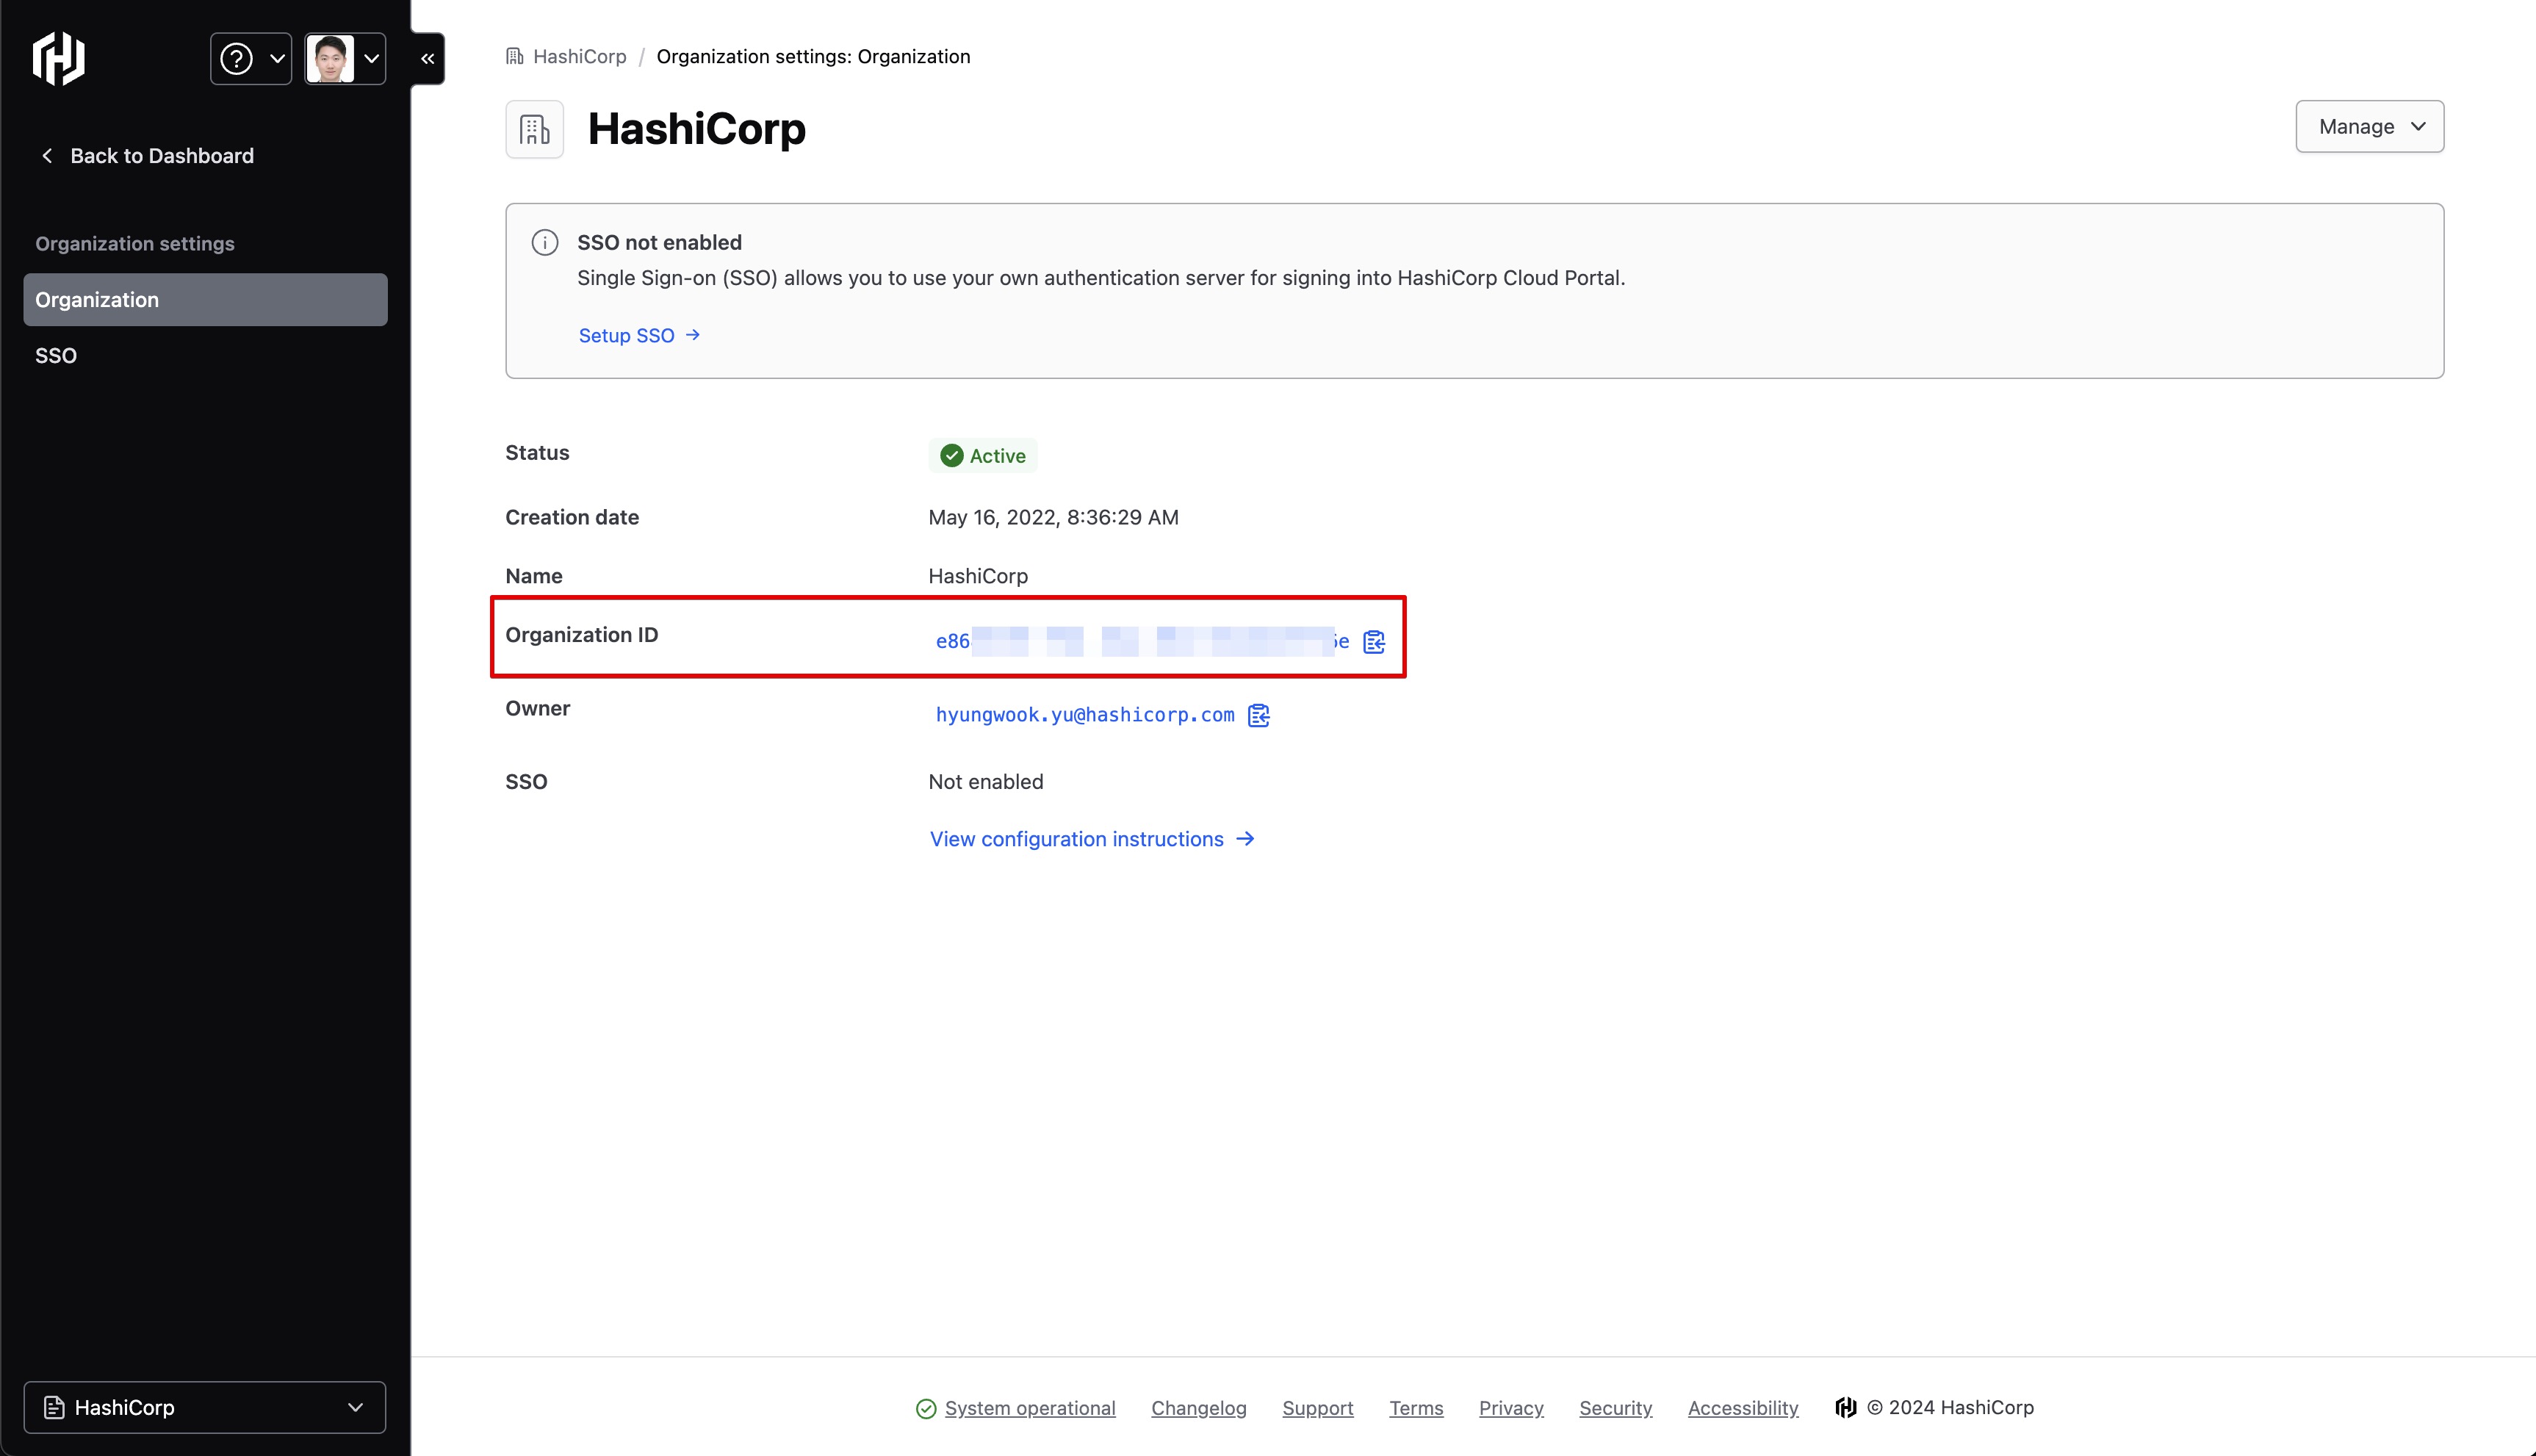 HashiCorp / Organization settings: Organization
Back to Dashboard
Organization settings
Organization
SSO
HashiCorp
HashiCorp
Manage
SSO not enabled
Single Sign-on (SSO) allows you to use your own authentication server for signing into HashiCorp Cloud Portal.
Setup SSO
Status Active
Creation date May 16, 2022, 8:36:29 AM
Name HashiCorp
Organization ID
Owner hyungwook.yu@hashicorp.com
SSO Not enabled
View configuration instructions
System operational Changelog Support Terms Privacy Security Accessibility © 2024 HashiCorp